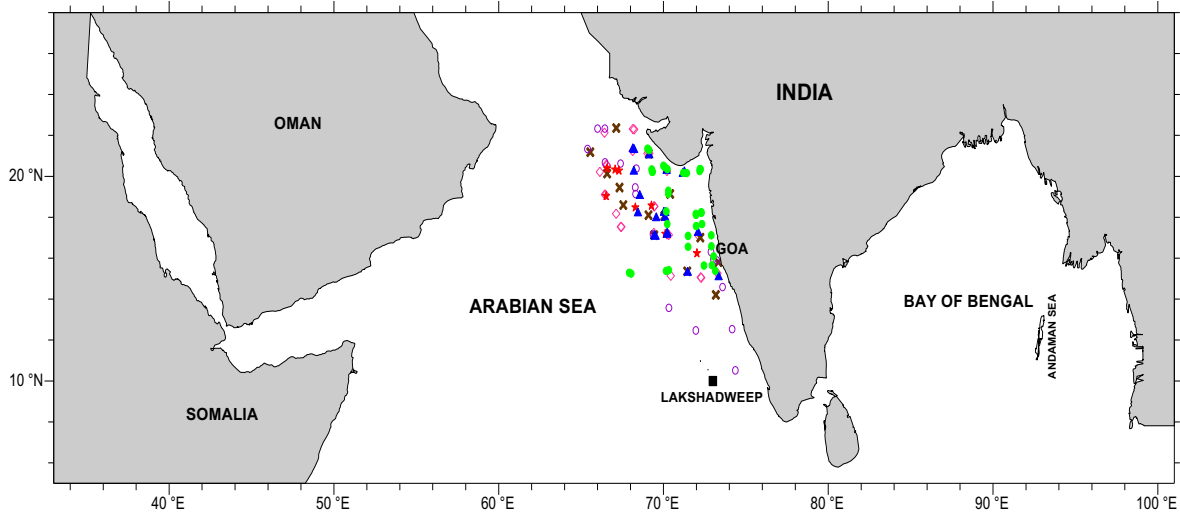 INDIA
OMAN
20 °N
GOA
ARABIAN SEA
BAY OF BENGAL
ANDAMAN SEA
10 °N
LAKSHADWEEP
SOMALIA
40 °E
50 °E
60 °E
70 °E
80 °E
90 °E
100 °E